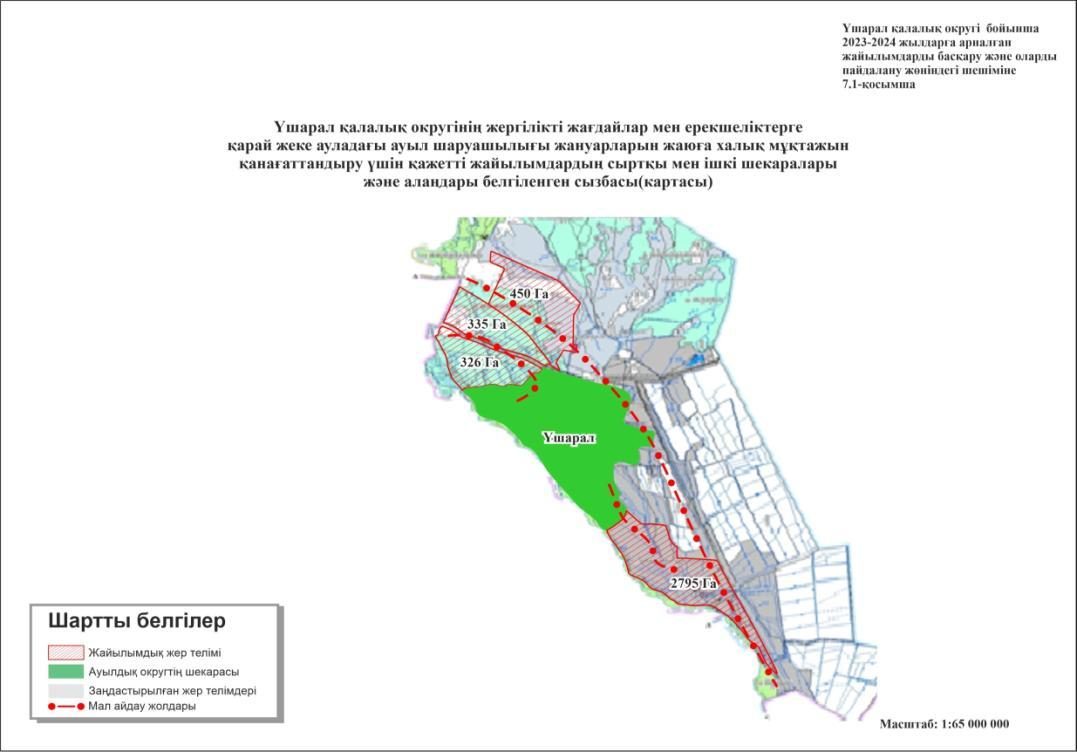 Үшарал қалалық округі бойынша
2023-2024 жылдарға арналған
жайылымдарды басқару және оларды
пайдалану жөніндегі шешіміне
7.1-қосымша
Үшарал қалалық округінің жергілікті жағдайлар мен ерекшеліктерге
қарай жеке ауладағы ауыл шаруашылығы жануарларын жаюға халық мұқтажын
қанағаттандыру үшін қажетті жайылымдардың сыртқы мен ішкі шекаралары
және алаңдары белгіленген сызбасы(картасы)
450 Га
335 Га
326 Га
Үшарал
2795 Га
Шартты белгілер
Жайылымдық жер телімі
Ауылдық округтің шекарасы
Заңдастырылған жер телімдері
Мал айдау жолдары
Масштаб: 1:65 000 000